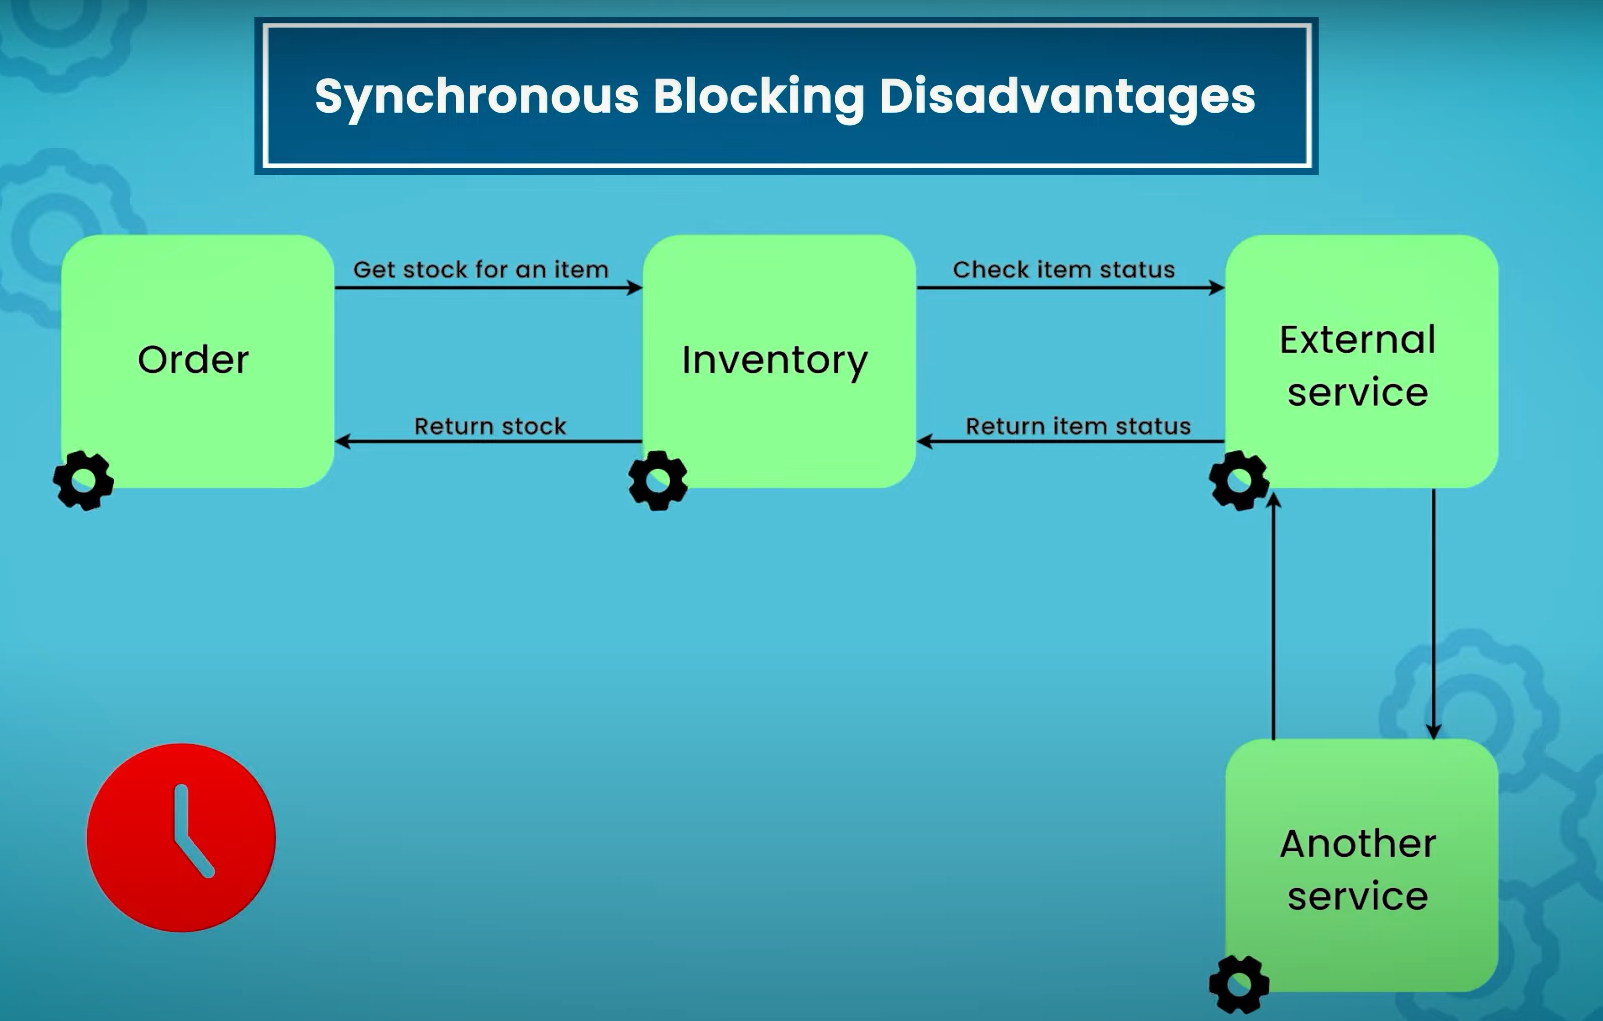 Synchronous Blocking Disadvantages
Get stock for an item
Check item status
Order
Inventory
External
service
Return stock
Return item status
Another
service